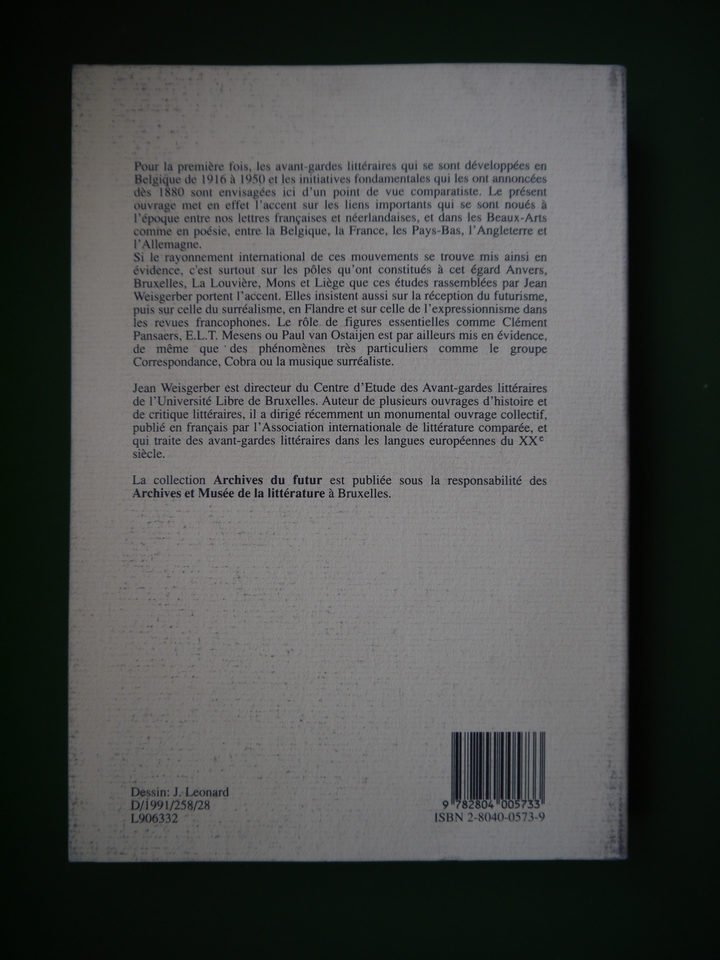 Pour la première fois, les avant-gardes littéraires qui se sont développées en
Belgique de 1916 à 1950 et les initiatives fondamentales qui les ont annoncées
dès 1880 sont envisagées ici d'un point de vue comparatiste. Le présent
ouvrage met en effet l'accent sur les liens importants qui se sont noués à
l'époque entre nos lettres françaises et néerlandaises, et dans les Beaux-Arts
comme en poésie, entre la Belgique, la France, les Pays-Bas, l'Angleterre et
l'Allemagne.
Si le rayonnement international de ces mouvements se trouve mis ainsi en
évidence, c'est surtout sur les pôles qu'ont constitués à cet égard Anvers,
Bruxelles, La Louvière, Mons et Liège que ces études rassemblées par Jean
Weisgerber portent l'accent. Elles insistent aussi sur la réception du futurisme,
puis sur celle du surréalisme, en Flandre et sur celle de l'expressionnisme dans
les revues francophones. Le rôle de figures essentielles comme Clément
Pansaers, E.L.T. Mesens ou Paul van Ostaijen est par ailleurs mis en évidence,
de même que des phénomènes très particuliers comme le groupe
Correspondance, Cobra ou la musique surréaliste.
Jean Weisgerber est directeur du Centre d'Etude des Avant-gardes littéraires
de l'Université Libre de Bruxelles. Auteur de plusieurs ouvrages d'histoire et
de critique littéraires, il a dirigé récemment un monumental ouvrage collectif,
publié en français par l'Association internationale de littérature comparée, et
qui traite des avant-gardes littéraires dans les langues européennes du XXe
siècle.
La collection Archives du futur est publiée sous la responsabilité des
Archives et Musée de la littérature à Bruxelles.
Dessin: J. Leonard
D/1991/258/28
L906332
9 782804 005733
ISBN 2-8040-0573-9